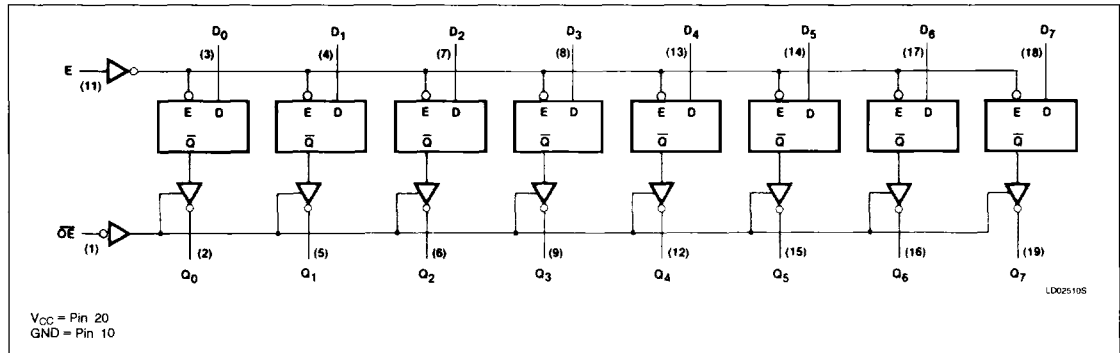 D₀ D₁ D₂ D₃ D₄ D₅ D₆ D₇
(3) (4) (7) (8) (13) (14) (17) (18)
E
(11)
E D E D E D E D E D E D E D E D
Q̅ Q̅ Q̅ Q̅ Q̅ Q̅ Q̅ Q̅
O̅E̅
(1)
(2) (5) (6) (9) (12) (15) (16) (19)
Q₀ Q₁ Q₂ Q₃ Q₄ Q₅ Q₆ Q₇
LD02510S
V_CC = Pin 20
GND = Pin 10